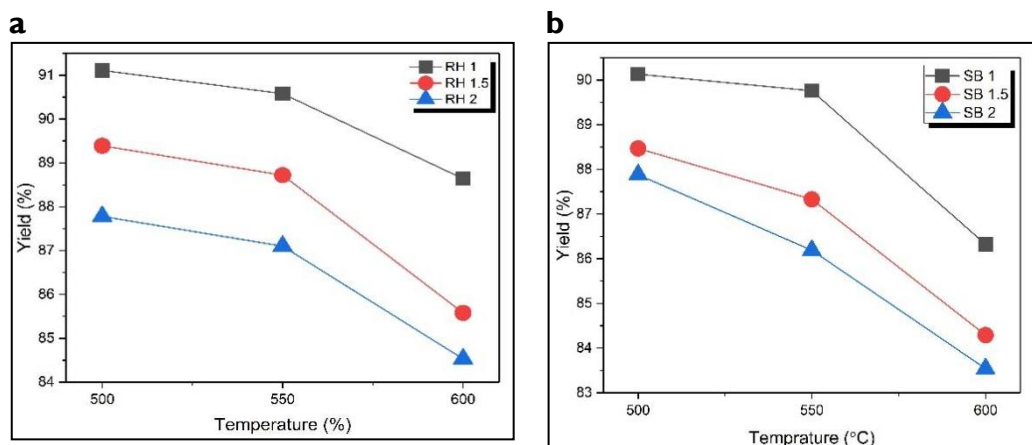 a
91
90
89
88
87
86
85
84
500
550
600
Yield (%)
Temperature (%)
RH 1
RH 1.5
RH 2
b
90
89
88
87
86
85
84
83
500
550
600
Yield (%)
Temprature (°C)
SB 1
SB 1.5
SB 2